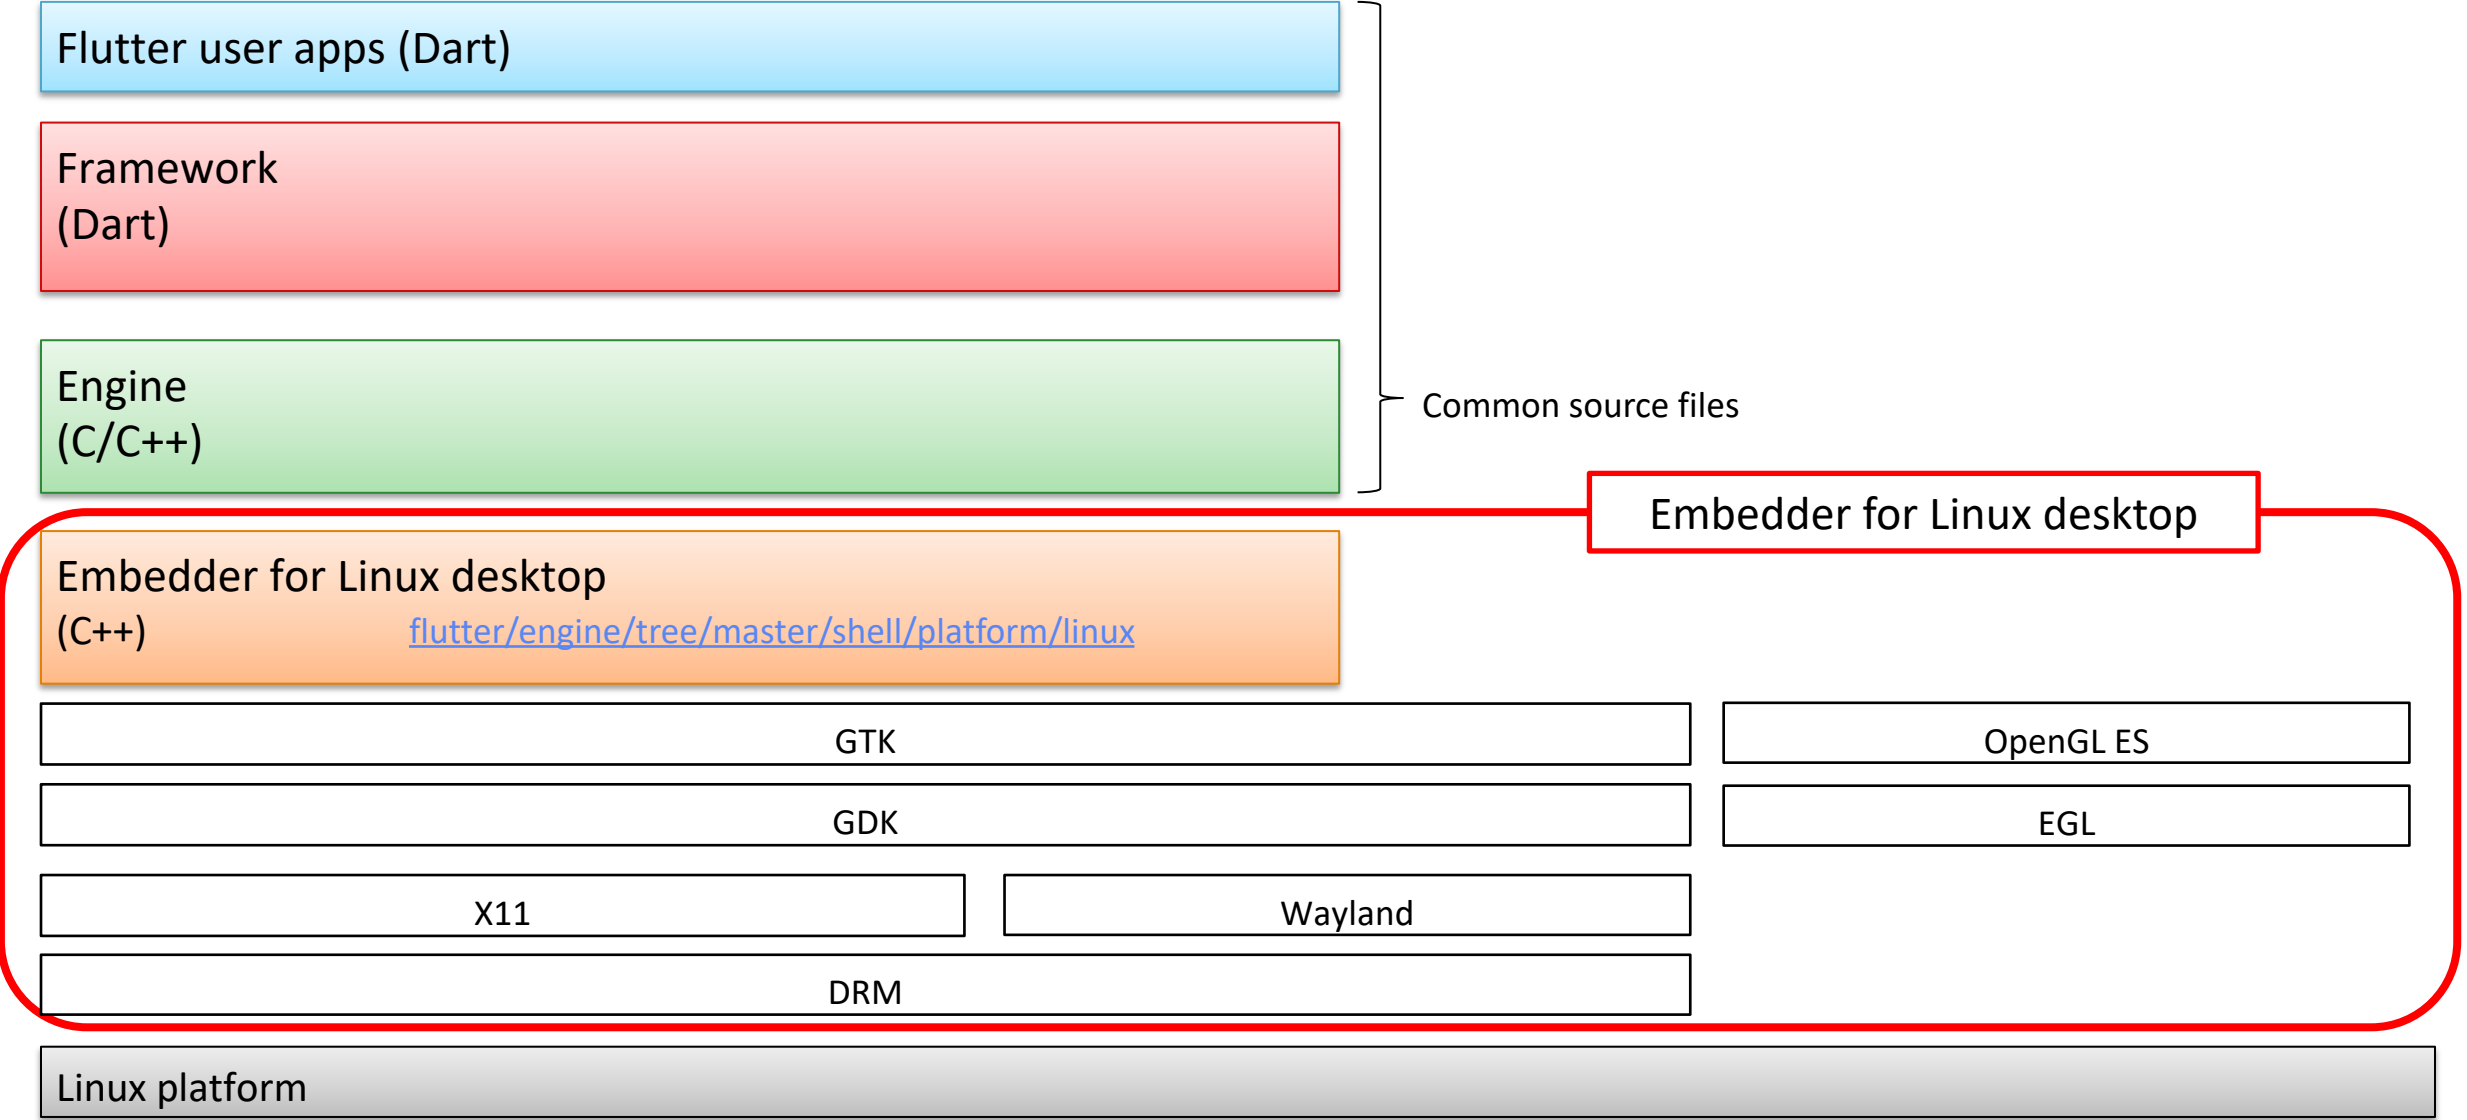 Flutter user apps (Dart)
Framework
(Dart)
Engine
(C/C++)
Common source files
Embedder for Linux desktop
Embedder for Linux desktop
(C++) flutter/engine/tree/master/shell/platform/linux
GTK
OpenGL ES
GDK
EGL
X11
Wayland
DRM
Linux platform